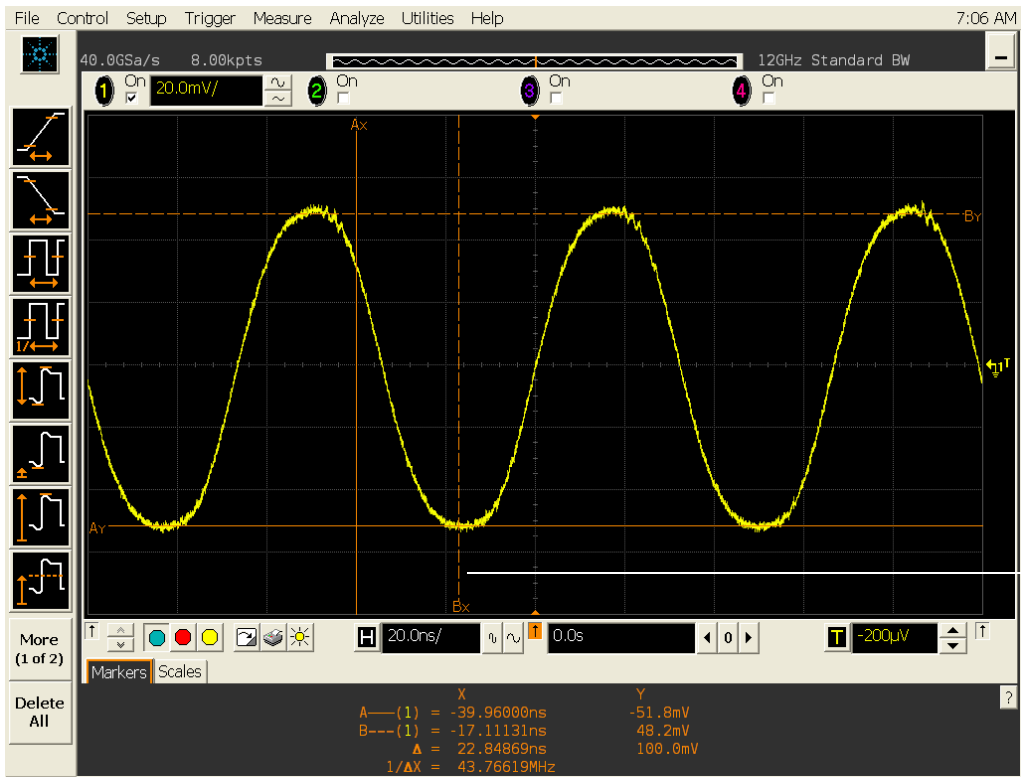 File Control Setup Trigger Measure Analyze Utilities Help 7:06 AM
40.0GSa/s 8.00kpts 12GHz Standard BW
1 On 20.0mV/ 2 On 3 On 4 On
Ax
BY
T
AY
Bx
1/
More
(1 of 2)
Delete
All
H 20.0ns/ 0.0s 0 T -200µV
Markers Scales
?
X Y
A——(1) = -39.96000ns -51.8mV
B---(1) = -17.11131ns 48.2mV
Δ = 22.84869ns 100.0mV
1/ΔX = 43.76619MHz